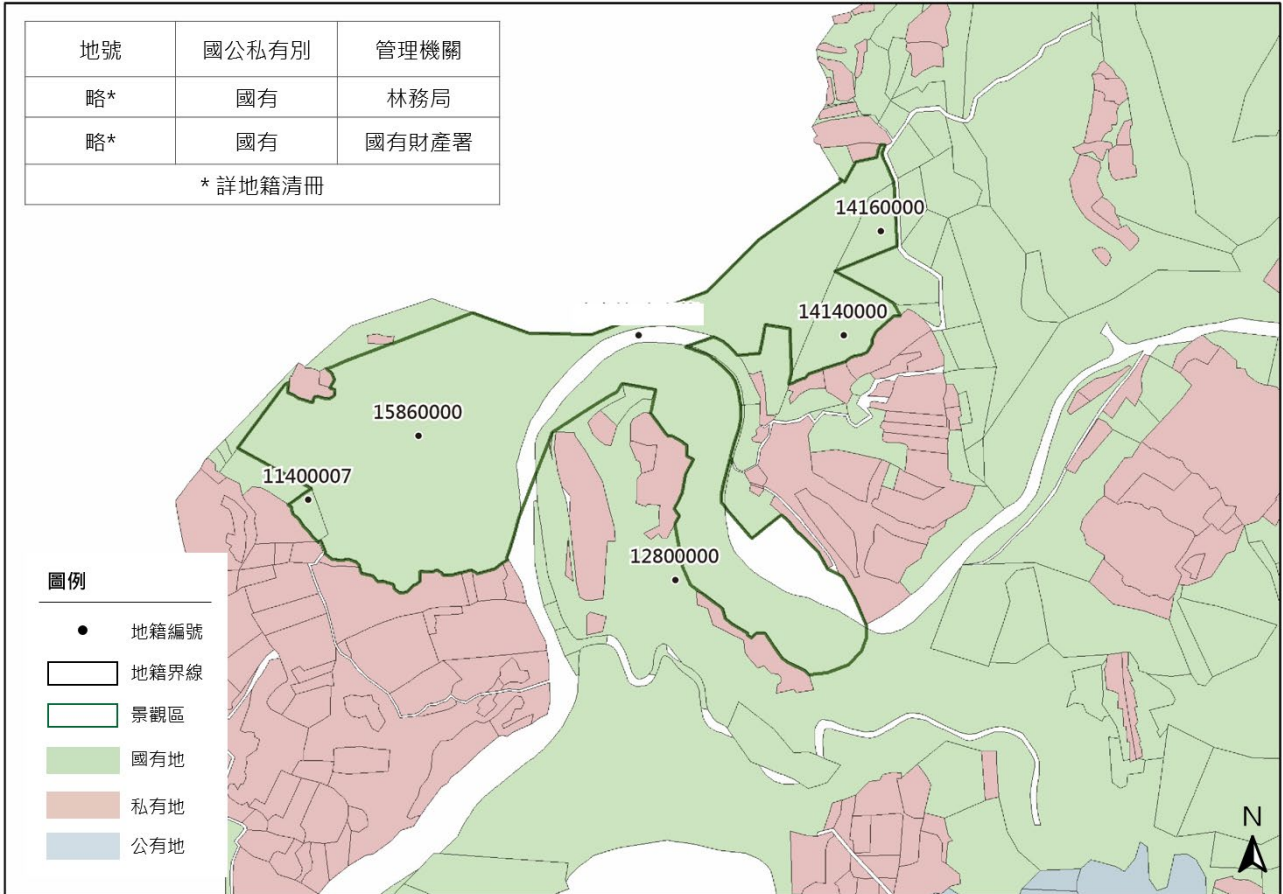 地號 國公私有別 管理機關
略* 國有 林務局
略* 國有 國有財產署
* 詳地籍清冊
14160000
14140000
15860000
11400007
12800000
圖例
地籍編號
地籍界線
景觀區
國有地
私有地
公有地
N